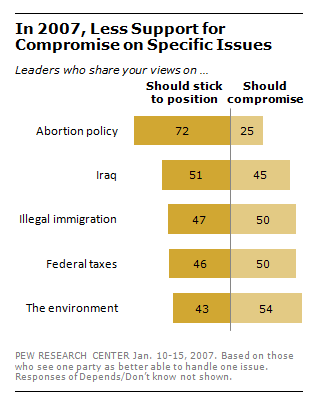 In 2007, Less Support for
Compromise on Specific Issues
Leaders who share your views on ...
Should stick to position Should compromise
Abortion policy 72 25
Iraq 51 45
Illegal immigration 47 50
Federal taxes 46 50
The environment 43 54
PEW RESEARCH CENTER Jan. 10-15, 2007. Based on those
who see one party as better able to handle one issue.
Responses of Depends/Don't know not shown.